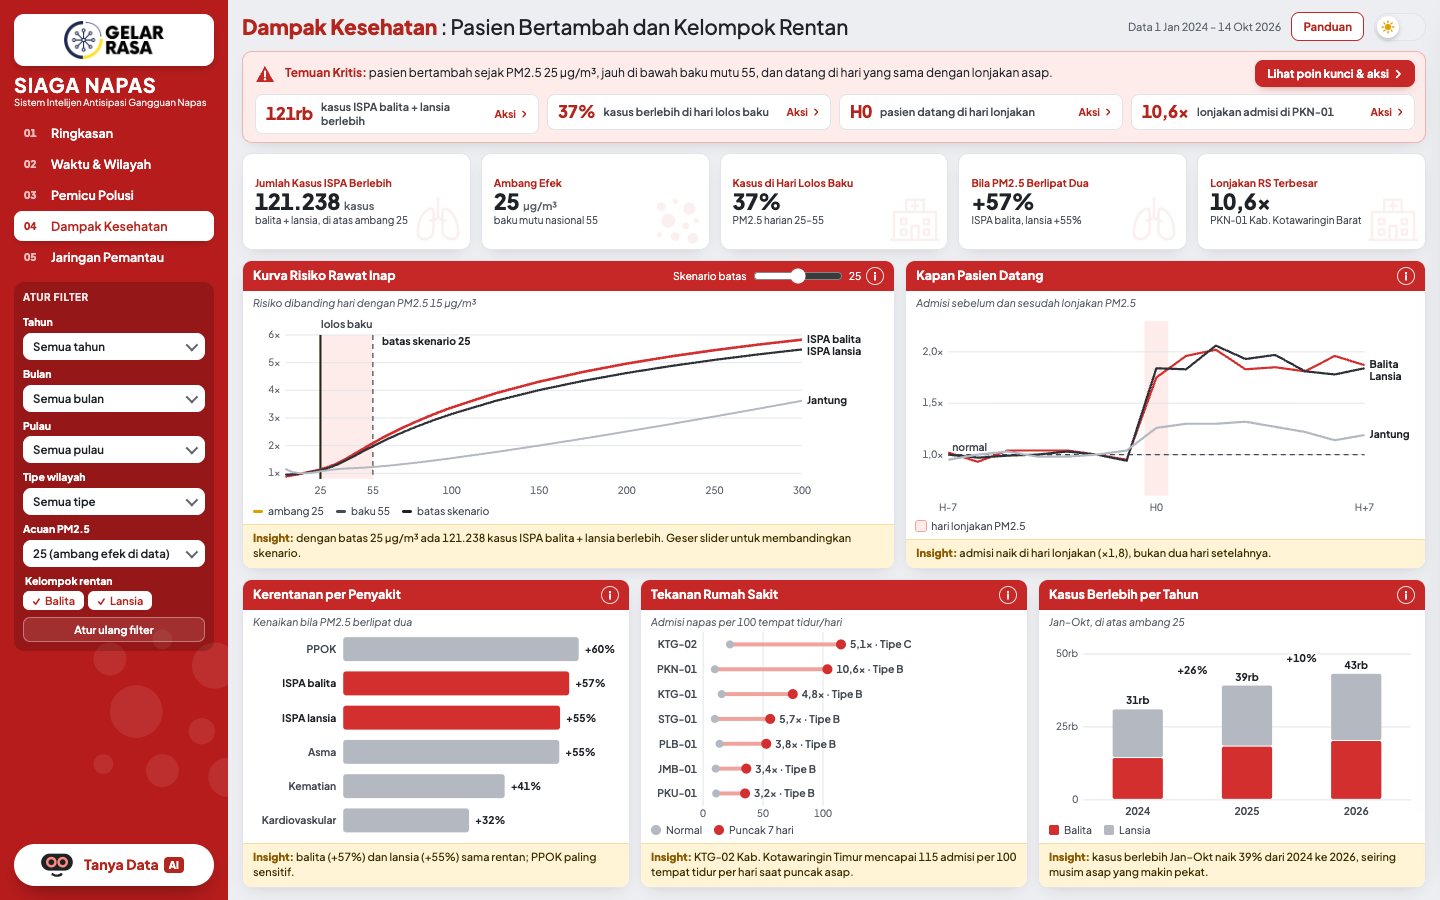 GELAR
RASA
SIAGA NAPAS
Sistem Intelijen Antisipasi Gangguan Napas
01 Ringkasan
02 Waktu & Wilayah
03 Pemicu Polusi
04 Dampak Kesehatan
05 Jaringan Pemantau
ATUR FILTER
Tahun
Semua tahun
Bulan
Semua bulan
Pulau
Semua pulau
Tipe wilayah
Semua tipe
Acuan PM2.5
25 (ambang efek di data)
Kelompok rentan
✓ Balita ✓ Lansia
Atur ulang filter
Tanya Data AI
Dampak Kesehatan : Pasien Bertambah dan Kelompok Rentan
Data 1 Jan 2024 – 14 Okt 2026
Panduan
Temuan Kritis: pasien bertambah sejak PM2.5 25 µg/m³, jauh di bawah baku mutu 55, dan datang di hari yang sama dengan lonjakan asap.
Lihat poin kunci & aksi ›
121rb kasus ISPA balita + lansia
berlebih
Aksi ›
37% kasus berlebih di hari lolos baku Aksi ›
H0 pasien datang di hari lonjakan Aksi ›
10,6× lonjakan admisi di PKN-01 Aksi ›
Jumlah Kasus ISPA Berlebih
121.238 kasus
balita + lansia, di atas ambang 25
Ambang Efek
25 µg/m³
baku mutu nasional 55
Kasus di Hari Lolos Baku
37%
PM2.5 harian 25–55
Bila PM2.5 Berlipat Dua
+57%
ISPA balita, lansia +55%
Lonjakan RS Terbesar
10,6×
PKN-01 Kab. Kotawaringin Barat
Kurva Risiko Rawat Inap
Skenario batas 25 i
Risiko dibanding hari dengan PM2.5 15 µg/m³
lolos baku
batas skenario 25
6×
5×
4×
3×
2×
1×
ISPA balita
ISPA lansia
Jantung
25 55 100 150 200 250 300
ambang 25 baku 55 batas skenario
Insight: dengan batas 25 µg/m³ ada 121.238 kasus ISPA balita + lansia berlebih. Geser slider untuk membandingkan
skenario.
Kapan Pasien Datang i
Admisi sebelum dan sesudah lonjakan PM2.5
2,0×
1,5×
1,0×
normal
Balita
Lansia
Jantung
H-7 H0 H+7
hari lonjakan PM2.5
Insight: admisi naik di hari lonjakan (×1,8), bukan dua hari setelahnya.
Kerentanan per Penyakit i
Kenaikan bila PM2.5 berlipat dua
PPOK +60%
ISPA balita +57%
ISPA lansia +55%
Asma +55%
Kematian +41%
Kardiovaskular +32%
Insight: balita (+57%) dan lansia (+55%) sama rentan; PPOK paling
sensitif.
Tekanan Rumah Sakit i
Admisi napas per 100 tempat tidur/hari
KTG-02 5,1× · Tipe C
PKN-01 10,6× · Tipe B
KTG-01 4,8× · Tipe B
STG-01 5,7× · Tipe B
PLB-01 3,8× · Tipe B
JMB-01 3,4× · Tipe B
PKU-01 3,2× · Tipe B
0 50 100
Normal Puncak 7 hari
Insight: KTG-02 Kab. Kotawaringin Timur mencapai 115 admisi per 100
tempat tidur per hari saat puncak asap.
Kasus Berlebih per Tahun i
Jan–Okt, di atas ambang 25
50rb
25rb
0
31rb
+26%
39rb
+10%
43rb
2024 2025 2026
Balita Lansia
Insight: kasus berlebih Jan–Okt naik 39% dari 2024 ke 2026, seiring
musim asap yang makin pekat.